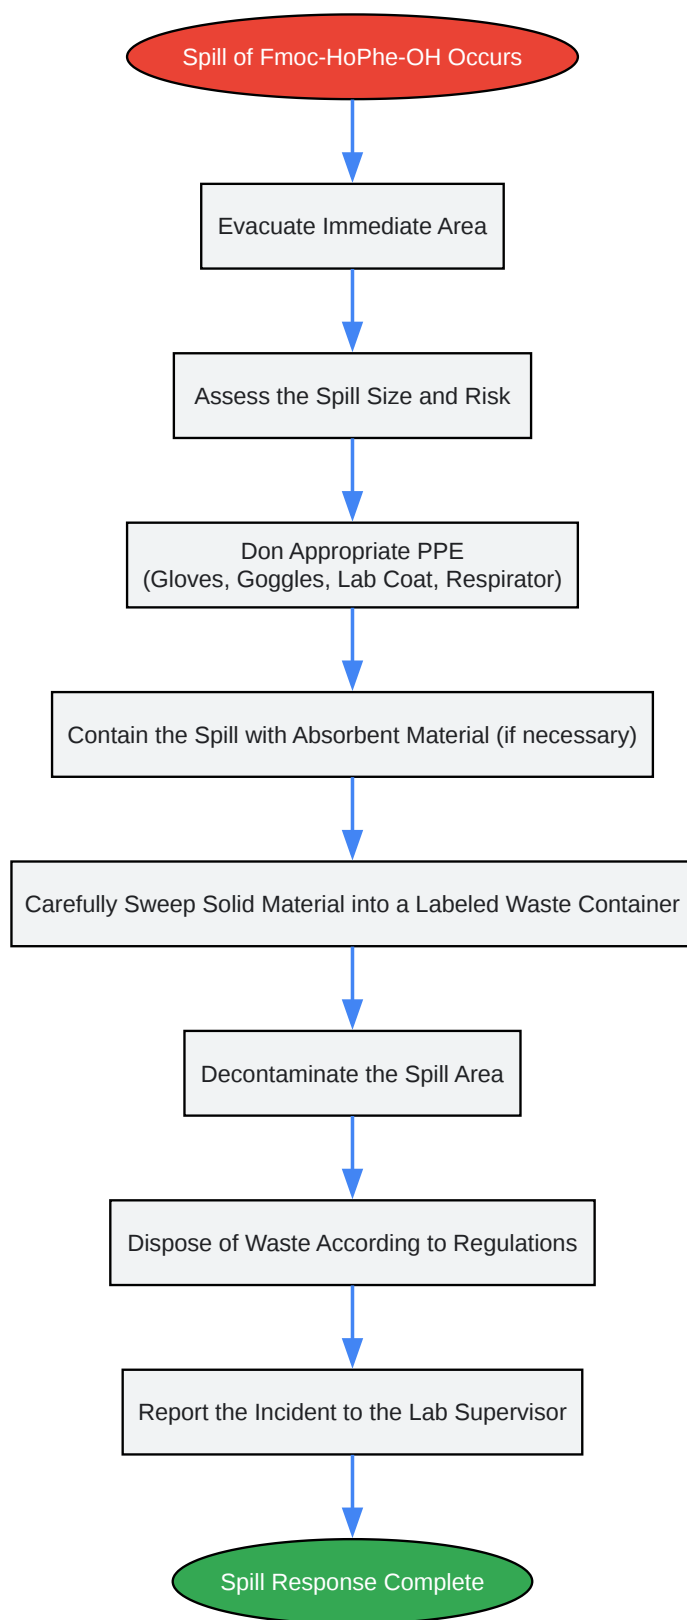 Spill of Fmoc-HoPhe-OH Occurs
Evacuate Immediate Area
Assess the Spill Size and Risk
Don Appropriate PPE
(Gloves, Goggles, Lab Coat, Respirator)
Contain the Spill with Absorbent Material (if necessary)
Carefully Sweep Solid Material into a Labeled Waste Container
Decontaminate the Spill Area
Dispose of Waste According to Regulations
Report the Incident to the Lab Supervisor
Spill Response Complete